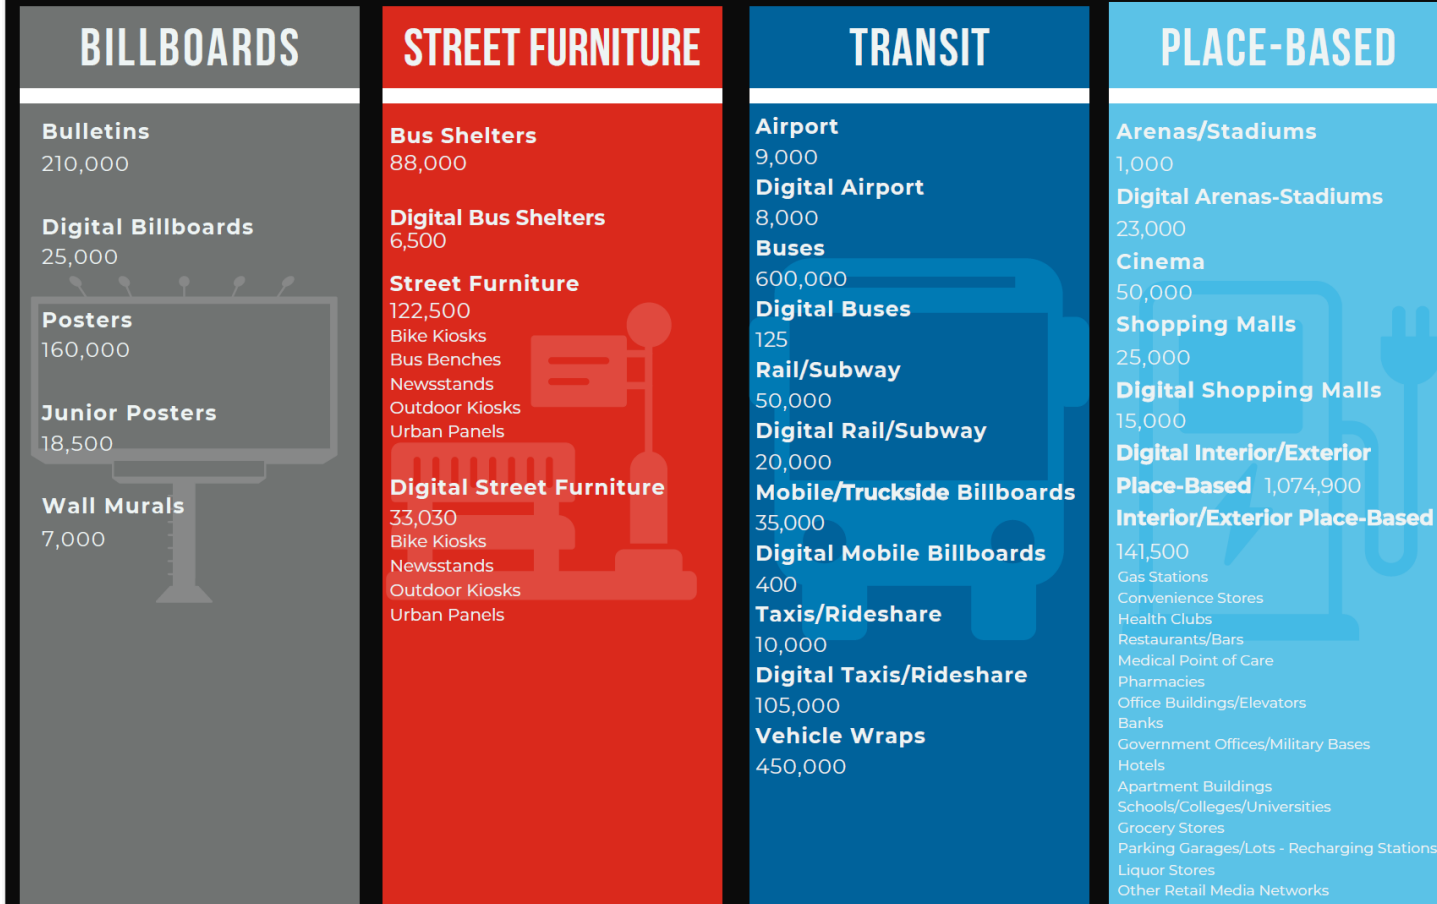 BILLBOARDS
Bulletins
210,000
Digital Billboards
25,000
Posters
160,000
Junior Posters
18,500
Wall Murals
7,000
STREET FURNITURE
Bus Shelters
88,000
Digital Bus Shelters
6,500
Street Furniture
122,500
Bike Kiosks
Bus Benches
Newsstands
Outdoor Kiosks
Urban Panels
Digital Street Furniture
33,030
Bike Kiosks
Newsstands
Outdoor Kiosks
Urban Panels
TRANSIT
Airport
9,000
Digital Airport
8,000
Buses
600,000
Digital Buses
125
Rail/Subway
50,000
Digital Rail/Subway
20,000
Mobile/Truckside Billboards
35,000
Digital Mobile Billboards
400
Taxis/Rideshare
10,000
Digital Taxis/Rideshare
105,000
Vehicle Wraps
450,000
PLACE-BASED
Arenas/Stadiums
1,000
Digital Arenas-Stadiums
23,000
Cinema
50,000
Shopping Malls
25,000
Digital Shopping Malls
15,000
Digital Interior/Exterior
Place-Based 1,074,900
Interior/Exterior Place-Based
141,500
Gas Stations
Convenience Stores
Health Clubs
Restaurants/Bars
Medical Point of Care
Pharmacies
Office Buildings/Elevators
Banks
Government Offices/Military Bases
Hotels
Apartment Buildings
Schools/Colleges/Universities
Grocery Stores
Parking Garages/Lots - Recharging Stations
Liquor Stores
Other Retail Media Networks